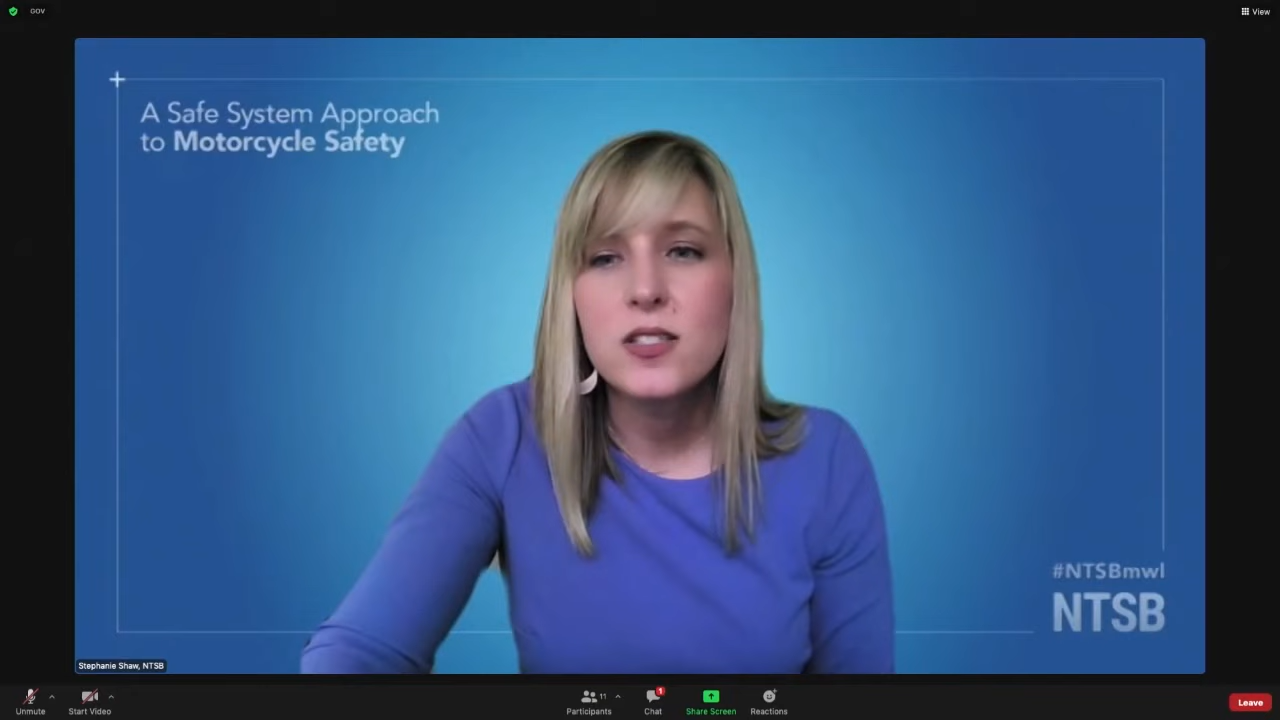 GOV
View
A Safe System Approach
to Motorcycle Safety
#NTSBmwl
NTSB
Stephanie Shaw, NTSB
Unmute
Start Video
Participants
11
Chat
1
Share Screen
Reactions
Leave